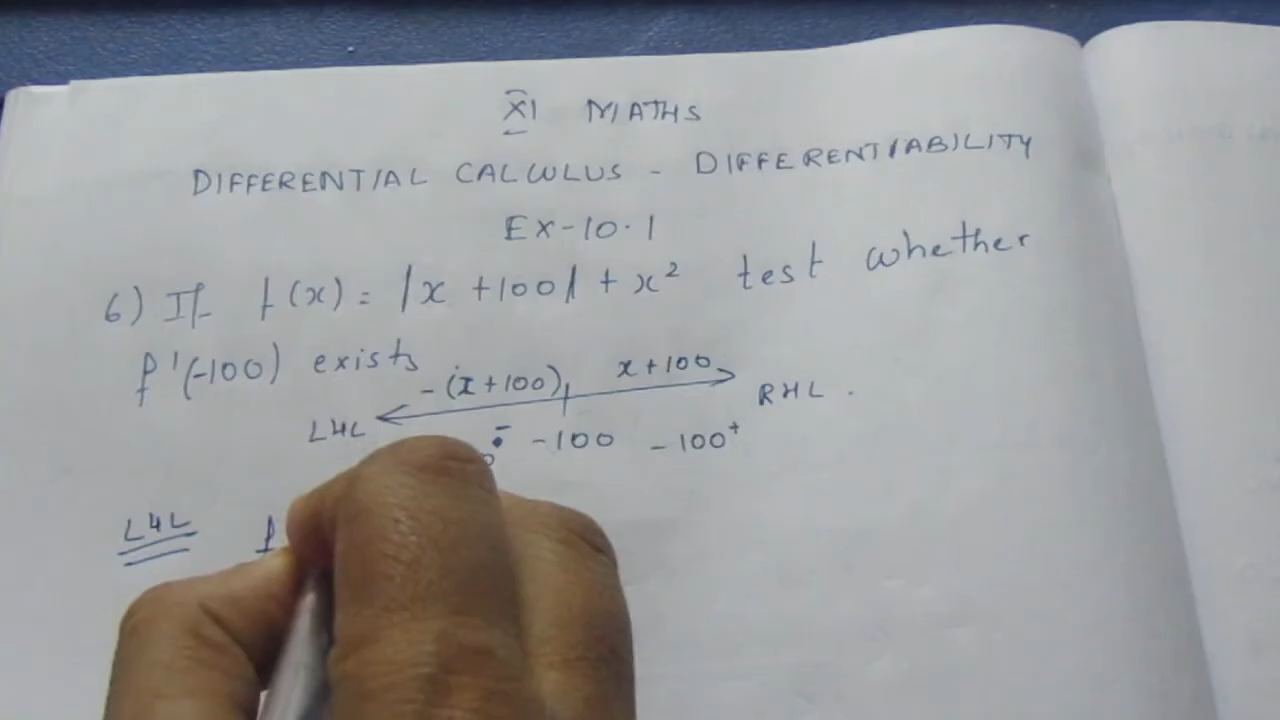 XI MATHS
DIFFERENTIAL CALCULUS - DIFFERENTIABILITY
EX-10.1
6) If f(x) = |x +100| + x² test whether
f'(-100) exists
-(x+100), x+100
LHL RHL.
-100 -100⁺
LHL f